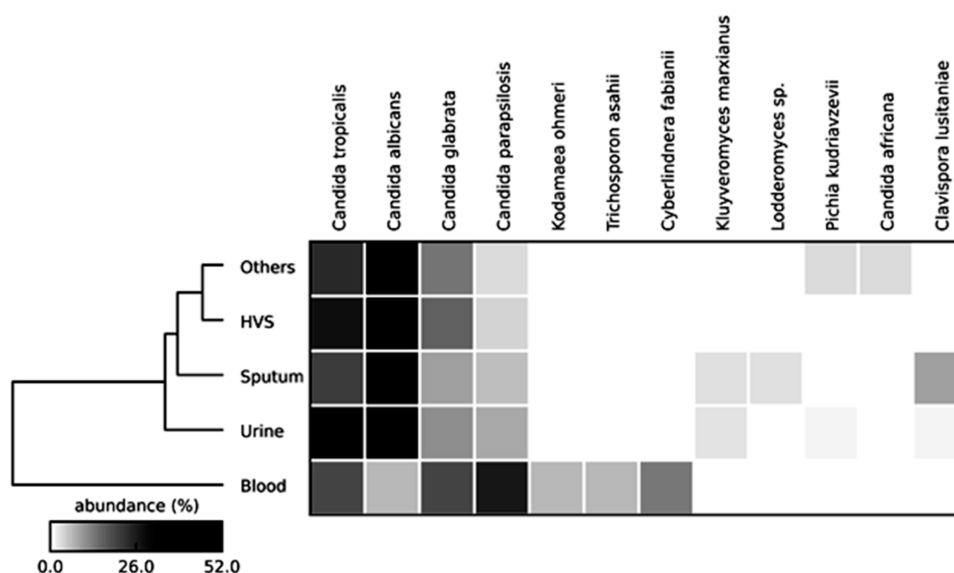 Candida tropicalis
Candida albicans
Candida glabrata
Candida parapsilosis
Kodamaea ohmeri
Trichosporon asahii
Cyberlindnera fabianii
Kluyveromyces marxianus
Lodderomyces sp.
Pichia kudriavzevii
Candida africana
Clavispora lusitaniae
Others
HVS
Sputum
Urine
Blood
abundance (%)
0.0 26.0 52.0